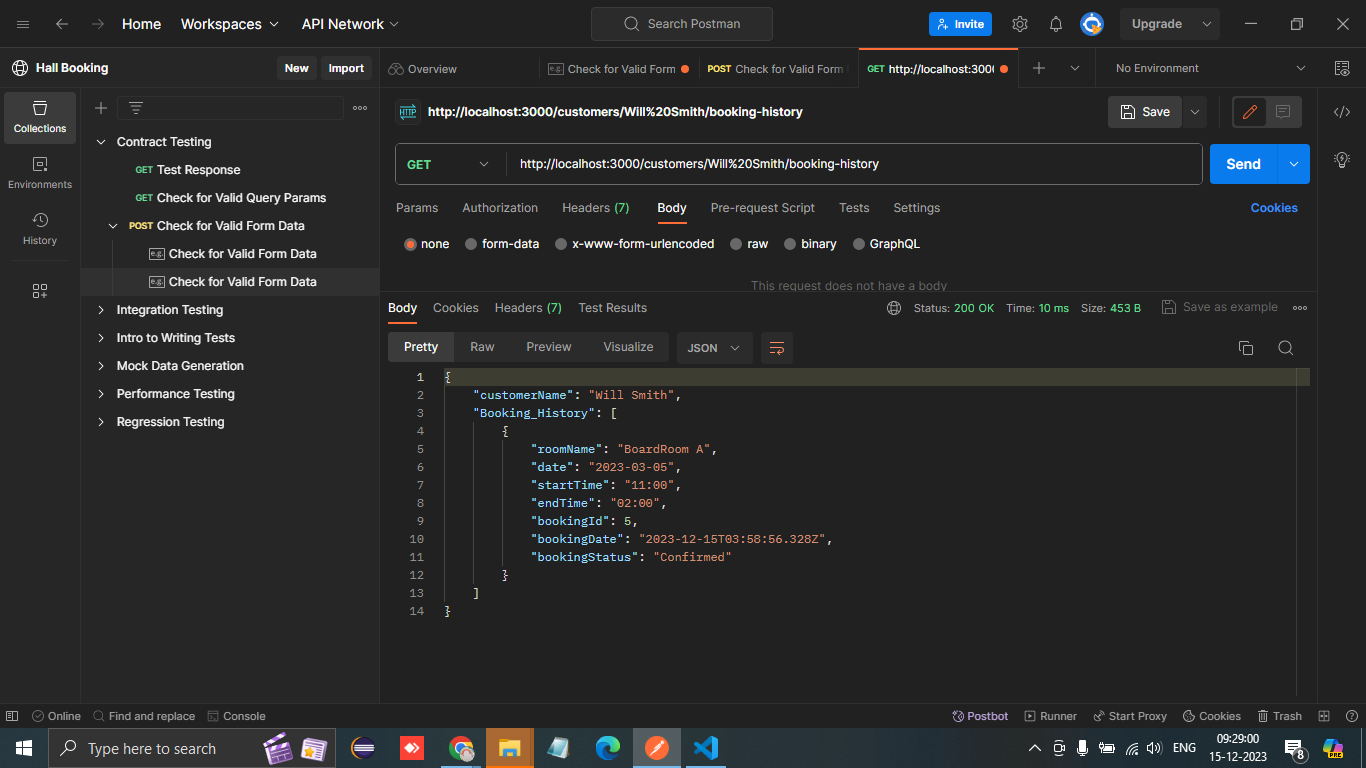 Home Workspaces API Network Search Postman Invite Upgrade
Hall Booking New Import Overview Check for Valid Form POST Check for Valid Form GET http://localhost:3000 No Environment
Collections
Environments
History
Contract Testing
GET Test Response
GET Check for Valid Query Params
POST Check for Valid Form Data
e.g. Check for Valid Form Data
e.g. Check for Valid Form Data
Integration Testing
Intro to Writing Tests
Mock Data Generation
Performance Testing
Regression Testing
HTTP http://localhost:3000/customers/Will%20Smith/booking-history Save
GET http://localhost:3000/customers/Will%20Smith/booking-history Send
Params Authorization Headers (7) Body Pre-request Script Tests Settings Cookies
none form-data x-www-form-urlencoded raw binary GraphQL
This request does not have a body
Body Cookies Headers (7) Test Results Status: 200 OK Time: 10 ms Size: 453 B Save as example
Pretty Raw Preview Visualize JSON
1 {
2 "customerName": "Will Smith",
3 "Booking_History": [
4 {
5 "roomName": "BoardRoom A",
6 "date": "2023-03-05",
7 "startTime": "11:00",
8 "endTime": "02:00",
9 "bookingId": 5,
10 "bookingDate": "2023-12-15T03:58:56.328Z",
11 "bookingStatus": "Confirmed"
12 }
13 ]
14 }
Online Find and replace Console Postbot Runner Start Proxy Cookies Trash
Type here to search ENG 09:29:00
15-12-2023
8
PRE